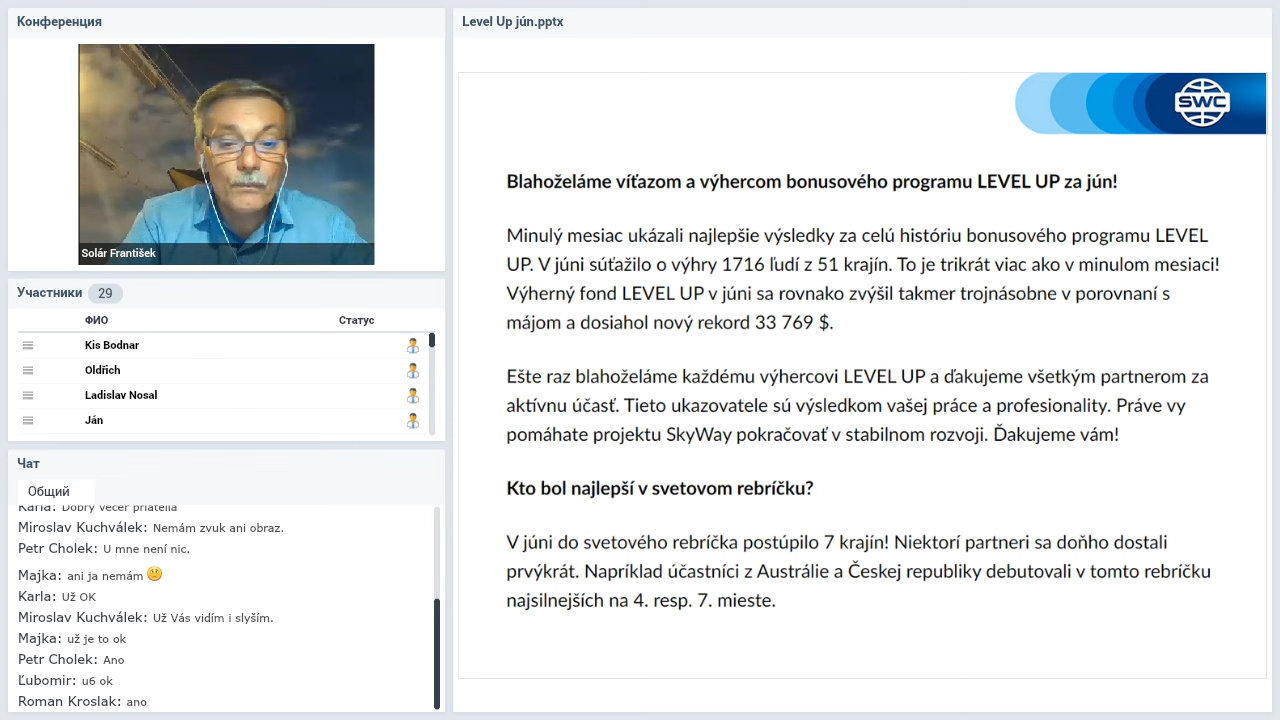 Конференция
Solár František
Участники 29
ФИО Статус
Kis Bodnar
Oldřich
Ladislav Nosal
Ján
Чат
Общий
Karla: Dobrý večer priatelia
Miroslav Kuchválek: Nemám zvuk ani obraz.
Petr Cholek: U mne není nic.
Majka: ani ja nemám
Karla: Už OK
Miroslav Kuchválek: Už Vás vidím i slyším.
Majka: už je to ok
Petr Cholek: Ano
Ľubomir: u6 ok
Roman Kroslak: ano
Level Up jún.pptx
SWC
Blahoželáme víťazom a výhercom bonusového programu LEVEL UP za jún!
Minulý mesiac ukázali najlepšie výsledky za celú históriu bonusového programu LEVEL
UP. V júni súťažilo o výhry 1716 ľudí z 51 krajín. To je trikrát viac ako v minulom mesiaci!
Výherný fond LEVEL UP v júni sa rovnako zvýšil takmer trojnásobne v porovnaní s
májom a dosiahol nový rekord 33 769 $.
Ešte raz blahoželáme každému výhercovi LEVEL UP a ďakujeme všetkým partnerom za
aktívnu účasť. Tieto ukazovatele sú výsledkom vašej práce a profesionality. Práve vy
pomáhate projektu SkyWay pokračovať v stabilnom rozvoji. Ďakujeme vám!
Kto bol najlepší v svetovom rebríčku?
V júni do svetového rebríčka postúpilo 7 krajín! Niektorí partneri sa doňho dostali
prvýkrát. Napríklad účastníci z Austrálie a Českej republiky debutovali v tomto rebríčku
najsilnejších na 4. resp. 7. mieste.